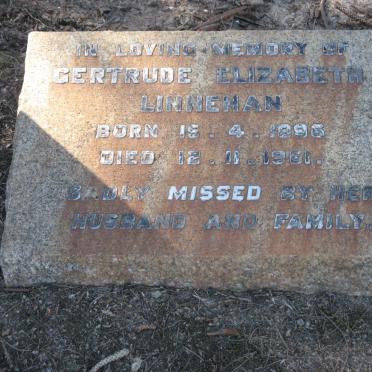 IN LOVING MEMORY OF
GERTRUDE ELIZABETH
LINNEHAN
BORN 15. 4. 1896
DIED 12. 11. 1961.
SADLY MISSED BY HER
HUSBAND AND FAMILY.